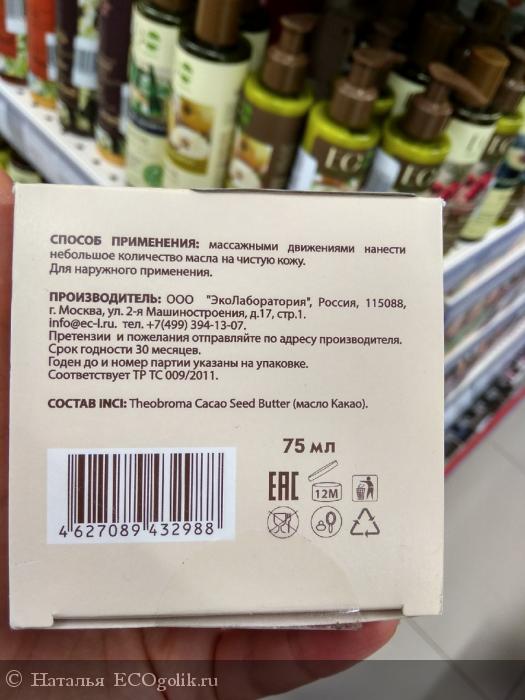 EC
СПОСОБ ПРИМЕНЕНИЯ: массажными движениями нанести
небольшое количество масла на чистую кожу.
Для наружного применения.
ПРОИЗВОДИТЕЛЬ: ООО "ЭкоЛаборатория", Россия, 115088,
г. Москва, ул. 2-я Машиностроения, д.17, стр.1.
info@ec-l.ru. тел. +7(499) 394-13-07.
Претензии и пожелания отправляйте по адресу производителя.
Срок годности 30 месяцев.
Годен до и номер партии указаны на упаковке.
Соответствует ТР ТС 009/2011.
СОСТАВ INCI: Theobroma Cacao Seed Butter (масло Какао).
75 мл
EAC
12М
4 627089 432988
© Наталья ECOgolik.ru